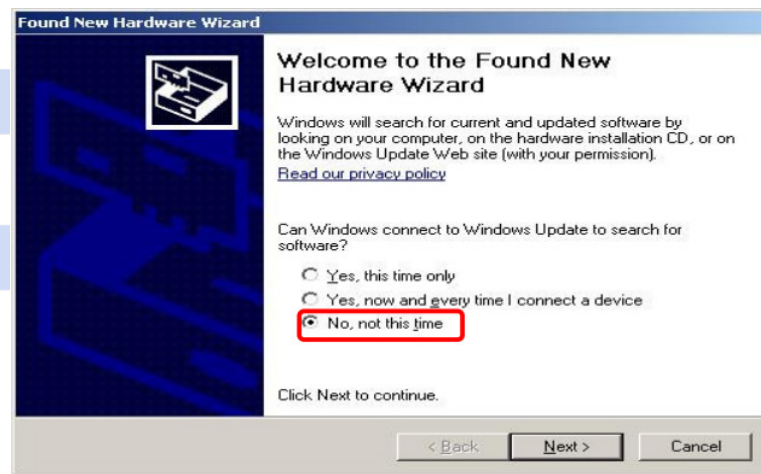 Found New Hardware Wizard
Welcome to the Found New
Hardware Wizard
Windows will search for current and updated software by
looking on your computer, on the hardware installation CD, or on
the Windows Update Web site (with your permission).
Read our privacy policy
Can Windows connect to Windows Update to search for
software?
Yes, this time only
Yes, now and every time I connect a device
No, not this time
Click Next to continue.
< Back
Next >
Cancel